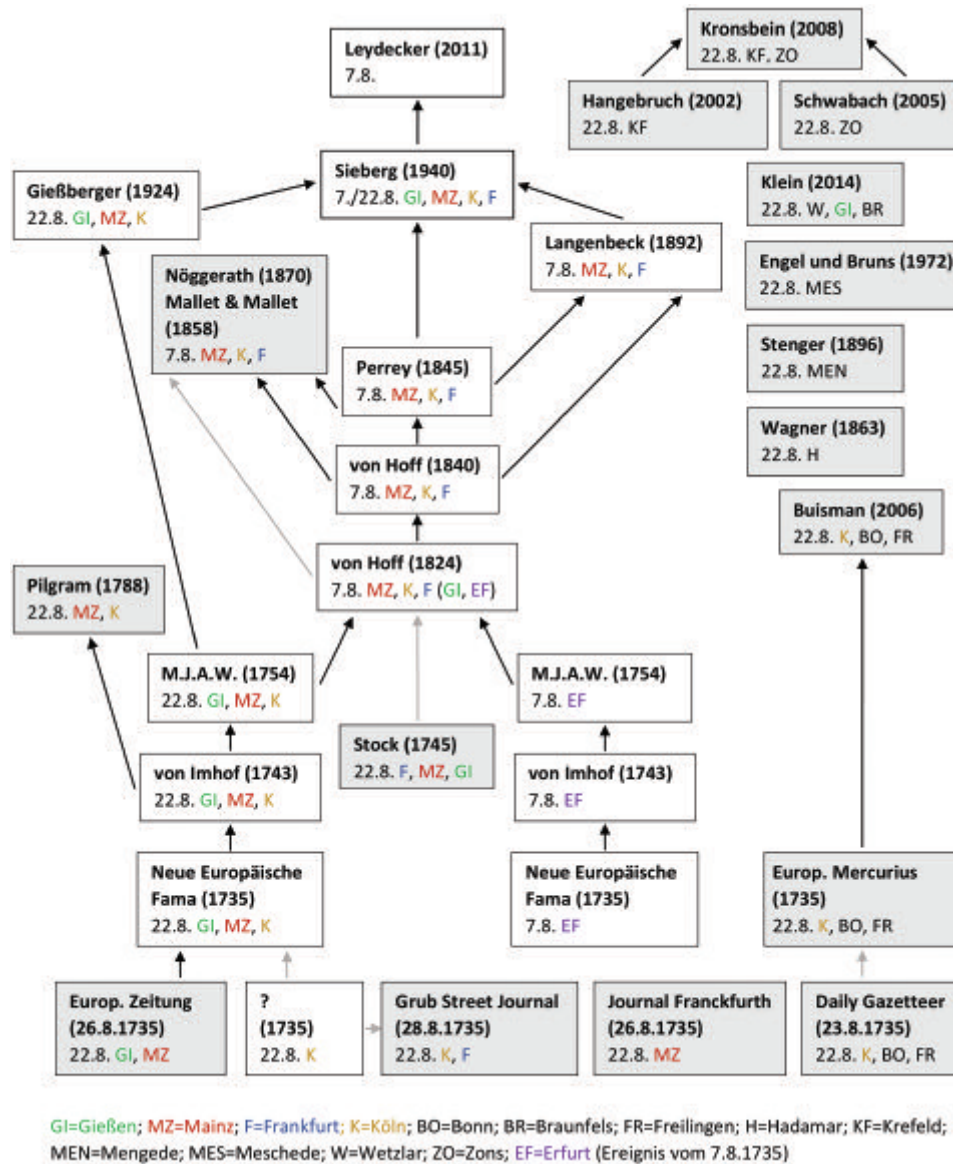 Kronsbein (2008)
22.8. KF. ZO
Leydecker (2011)
7.8.
Hangebruch (2002)
22.8. KF
Schwabach (2005)
22.8. ZO
Sieberg (1940)
7./22.8. GI, MZ, K, F
Gießberger (1924)
22.8. GI, MZ, K
Klein (2014)
22.8. W, GI, BR
Langenbeck (1892)
7.8. MZ, K, F
Nöggerath (1870)
Mallet & Mallet
(1858)
7.8. MZ, K, F
Engel und Bruns (1972)
22.8. MES
Perrey (1845)
7.8. MZ, K, F
Stenger (1896)
22.8. MEN
Wagner (1863)
22.8. H
von Hoff (1840)
7.8. MZ, K, F
Buisman (2006)
22.8. K, BO, FR
von Hoff (1824)
7.8. MZ, K, F (GI, EF)
Pilgram (1788)
22.8. MZ, K
M.J.A.W. (1754)
22.8. GI, MZ, K
M.J.A.W. (1754)
7.8. EF
Stock (1745)
22.8. F, MZ, GI
von Imhof (1743)
22.8. GI, MZ, K
von Imhof (1743)
7.8. EF
Neue Europäische
Fama (1735)
22.8. GI, MZ, K
Neue Europäische
Fama (1735)
7.8. EF
Europ. Mercurius
(1735)
22.8. K, BO, FR
Europ. Zeitung
(26.8.1735)
22.8. GI, MZ
?
(1735)
22.8. K
Grub Street Journal
(28.8.1735)
22.8. K, F
Journal Franckfurth
(26.8.1735)
22.8. MZ
Daily Gazetteer
(23.8.1735)
22.8. K, BO, FR
GI=Gießen; MZ=Mainz; F=Frankfurt; K=Köln; BO=Bonn; BR=Braunfels; FR=Freilingen; H=Hadamar; KF=Krefeld;
MEN=Mengede; MES=Meschede; W=Wetzlar; ZO=Zons; EF=Erfurt (Ereignis vom 7.8.1735)